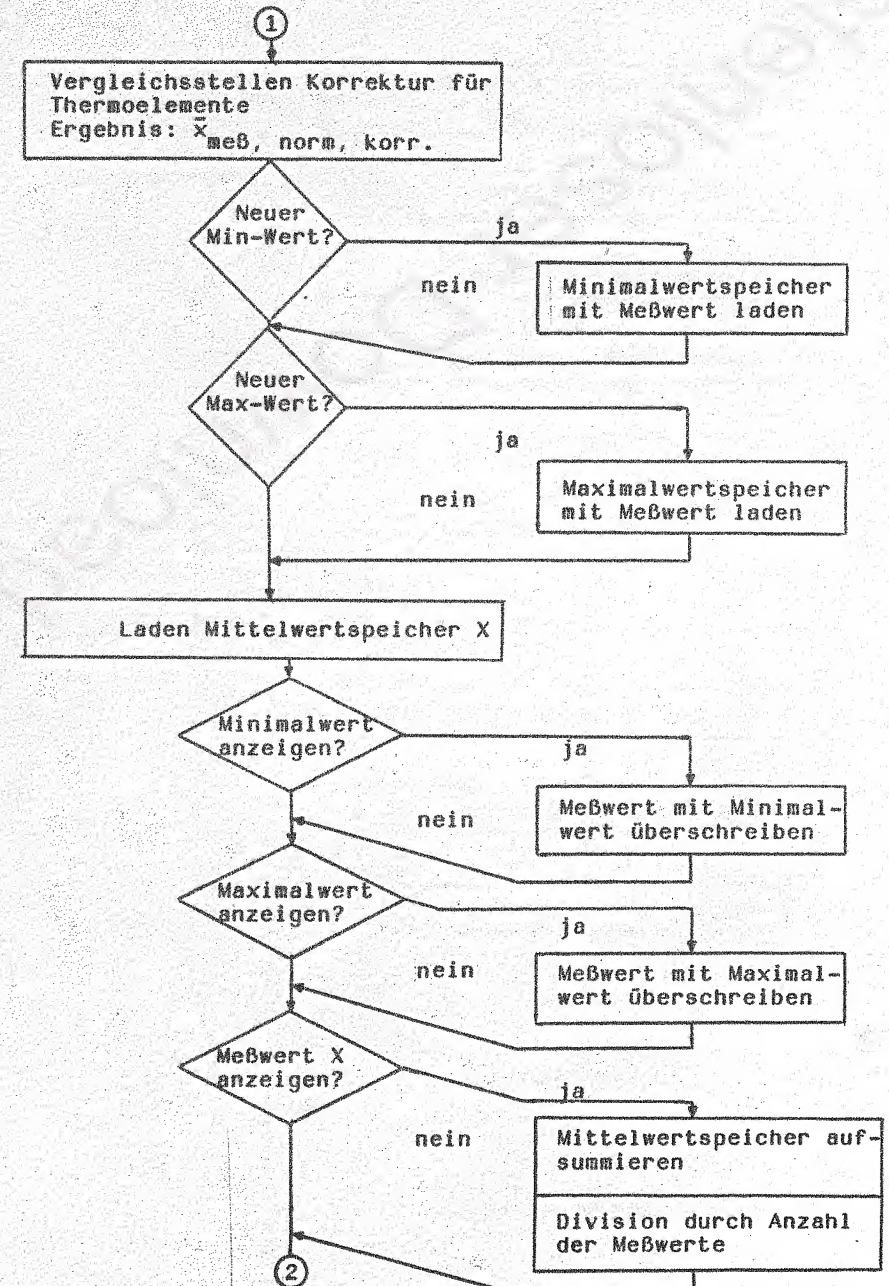 1
Vergleichsstellen Korrektur für
Thermoelemente
Ergebnis: x̄ meß, norm, korr.
Neuer
Min-Wert?
ja
nein
Minimalwertspeicher
mit Meßwert laden
Neuer
Max-Wert?
ja
nein
Maximalwertspeicher
mit Meßwert laden
Laden Mittelwertspeicher X
Minimalwert
anzeigen?
ja
nein
Meßwert mit Minimal-
wert überschreiben
Maximalwert
anzeigen?
ja
nein
Meßwert mit Maximal-
wert überschreiben
Meßwert X
anzeigen?
ja
nein
Mittelwertspeicher auf-
summieren
Division durch Anzahl
der Meßwerte
2